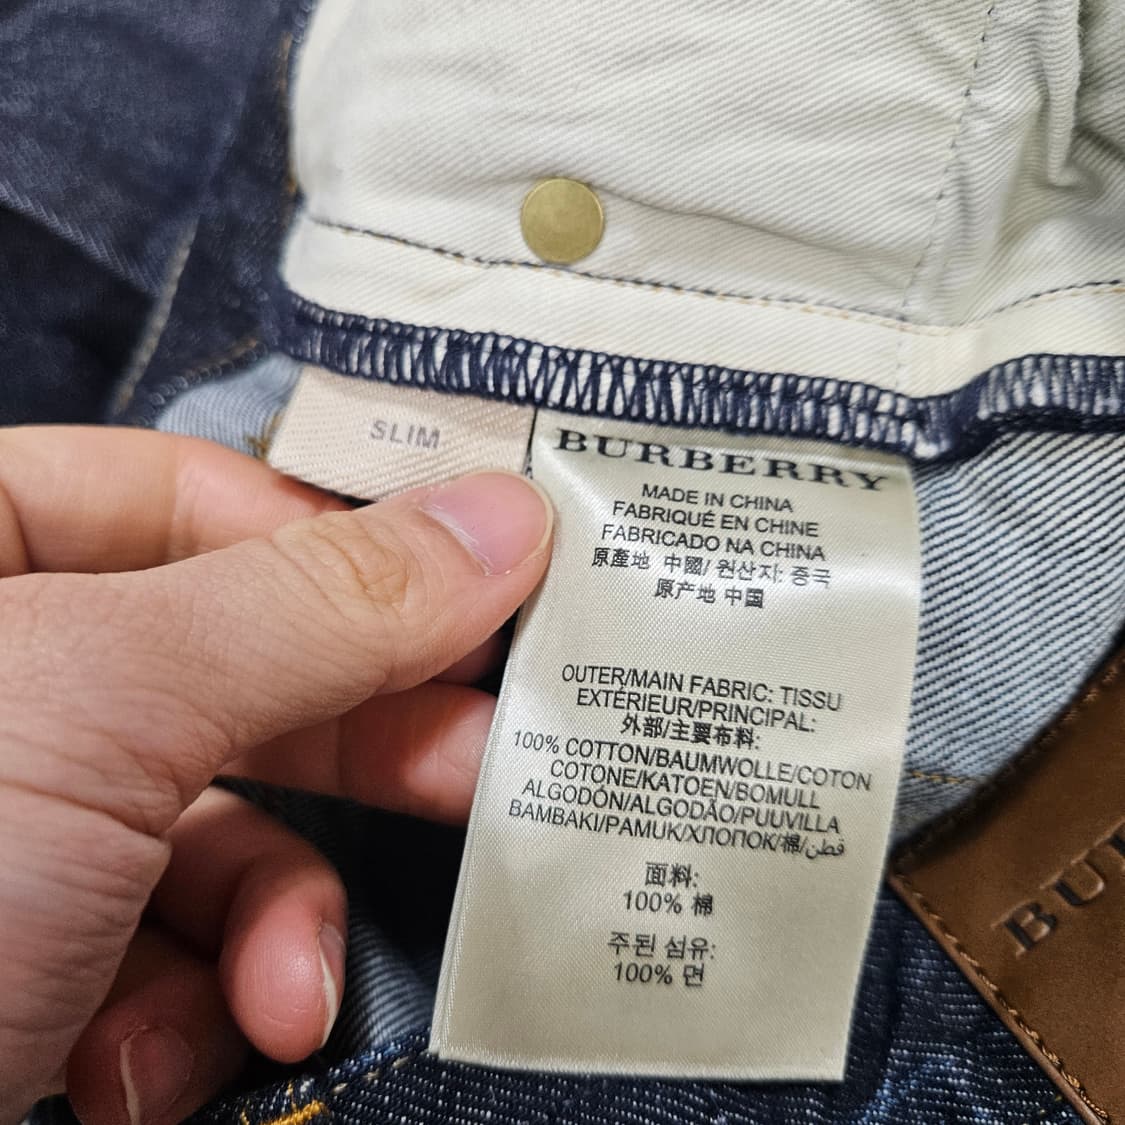 SLIM
BURBERRY
MADE IN CHINA
FABRIQUÉ EN CHINE
FABRICADO NA CHINA
原產地 中國/ 원산지: 중국
原产地 中国
OUTER/MAIN FABRIC: TISSU
EXTÉRIEUR/PRINCIPAL:
外部/主要布料:
100% COTTON/BAUMWOLLE/COTON
COTONE/KATOEN/BOMULL
ALGODÓN/ALGODÃO/PUUVILLA
BAMBAKI/PAMUK/ХЛОПОК/棉/قطن
面料:
100% 棉
주된 섬유:
100% 면